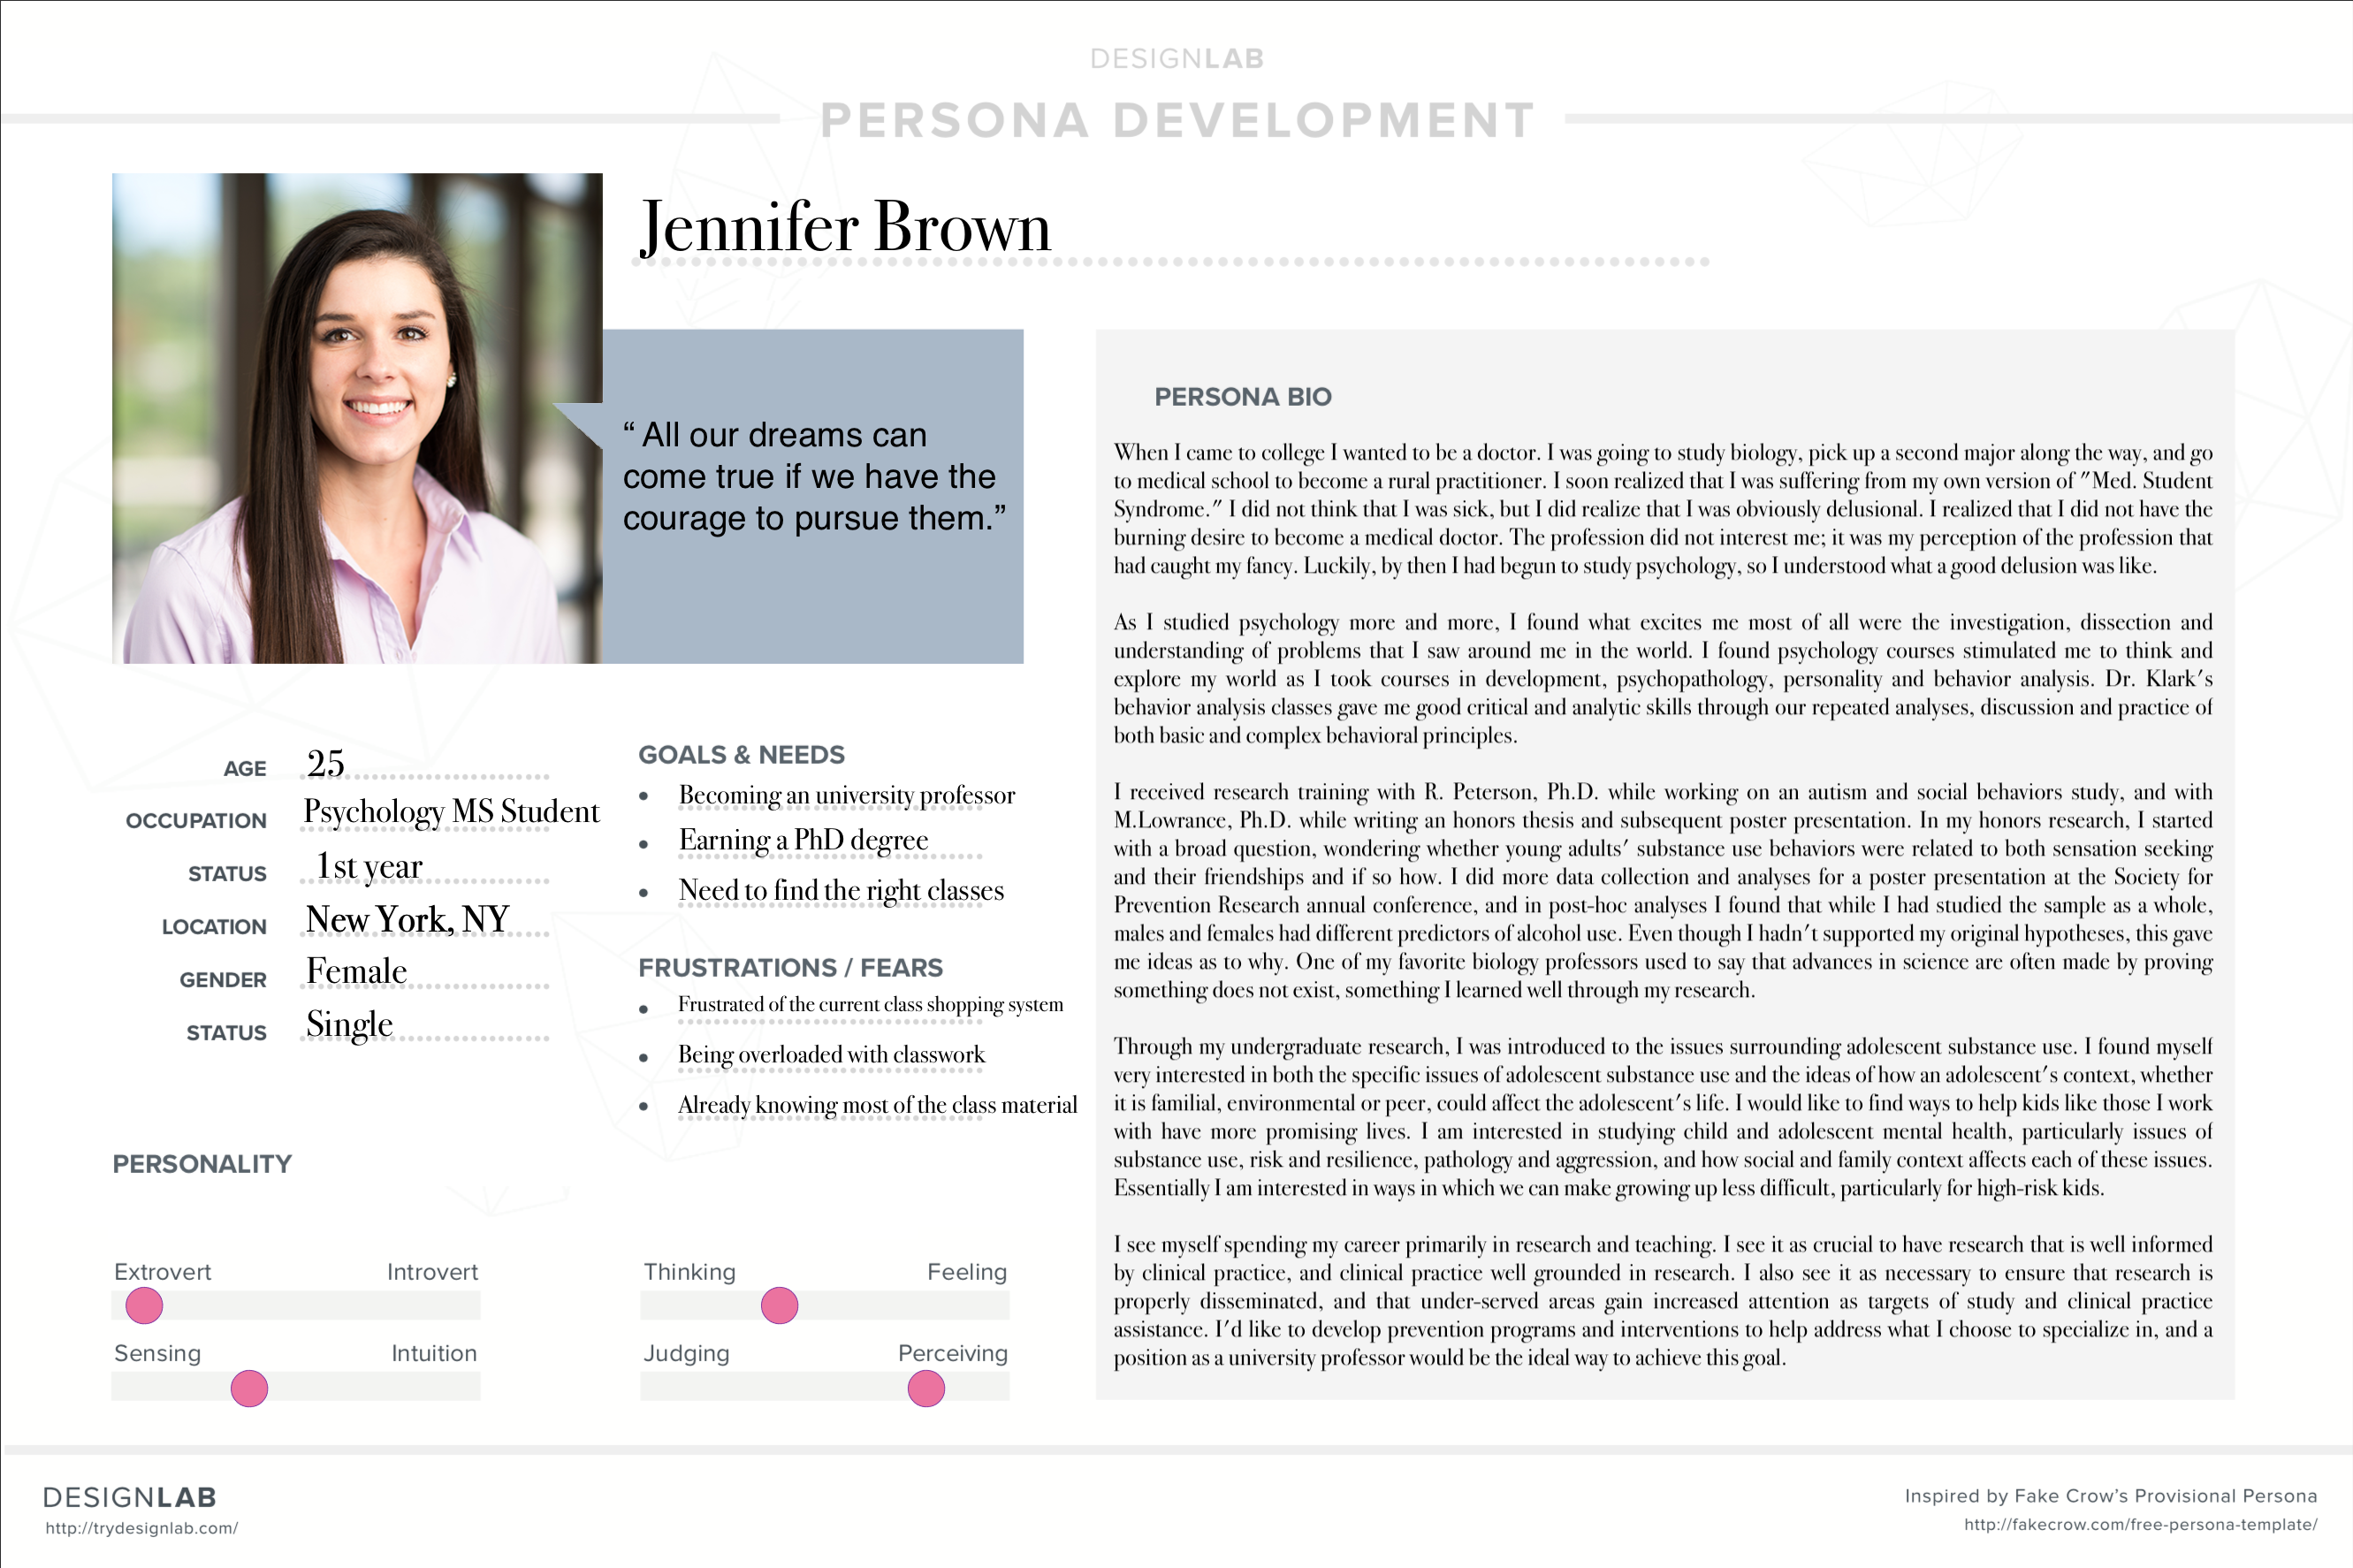 DESIGNLAB
PERSONA DEVELOPMENT
Jennifer Brown
“ All our dreams can
come true if we have the
courage to pursue them.”
AGE 25
OCCUPATION Psychology MS Student
STATUS 1st year
LOCATION New York, NY
GENDER Female
STATUS Single
GOALS & NEEDS
• Becoming an university professor
• Earning a PhD degree
• Need to find the right classes
FRUSTRATIONS / FEARS
• Frustrated of the current class shopping system
• Being overloaded with classwork
• Already knowing most of the class material
PERSONALITY
Extrovert Introvert
Sensing Intuition
Thinking Feeling
Judging Perceiving
PERSONA BIO
When I came to college I wanted to be a doctor. I was going to study biology, pick up a second major along the way, and go
to medical school to become a rural practitioner. I soon realized that I was suffering from my own version of "Med. Student
Syndrome." I did not think that I was sick, but I did realize that I was obviously delusional. I realized that I did not have the
burning desire to become a medical doctor. The profession did not interest me; it was my perception of the profession that
had caught my fancy. Luckily, by then I had begun to study psychology, so I understood what a good delusion was like.
As I studied psychology more and more, I found what excites me most of all were the investigation, dissection and
understanding of problems that I saw around me in the world. I found psychology courses stimulated me to think and
explore my world as I took courses in development, psychopathology, personality and behavior analysis. Dr. Klark's
behavior analysis classes gave me good critical and analytic skills through our repeated analyses, discussion and practice of
both basic and complex behavioral principles.
I received research training with R. Peterson, Ph.D. while working on an autism and social behaviors study, and with
M.Lowrance, Ph.D. while writing an honors thesis and subsequent poster presentation. In my honors research, I started
with a broad question, wondering whether young adults' substance use behaviors were related to both sensation seeking
and their friendships and if so how. I did more data collection and analyses for a poster presentation at the Society for
Prevention Research annual conference, and in post-hoc analyses I found that while I had studied the sample as a whole,
males and females had different predictors of alcohol use. Even though I hadn't supported my original hypotheses, this gave
me ideas as to why. One of my favorite biology professors used to say that advances in science are often made by proving
something does not exist, something I learned well through my research.
Through my undergraduate research, I was introduced to the issues surrounding adolescent substance use. I found myself
very interested in both the specific issues of adolescent substance use and the ideas of how an adolescent's context, whether
it is familial, environmental or peer, could affect the adolescent's life. I would like to find ways to help kids like those I work
with have more promising lives. I am interested in studying child and adolescent mental health, particularly issues of
substance use, risk and resilience, pathology and aggression, and how social and family context affects each of these issues.
Essentially I am interested in ways in which we can make growing up less difficult, particularly for high-risk kids.
I see myself spending my career primarily in research and teaching. I see it as crucial to have research that is well informed
by clinical practice, and clinical practice well grounded in research. I also see it as necessary to ensure that research is
properly disseminated, and that under-served areas gain increased attention as targets of study and clinical practice
assistance. I'd like to develop prevention programs and interventions to help address what I choose to specialize in, and a
position as a university professor would be the ideal way to achieve this goal.
DESIGNLAB
http://trydesignlab.com/
Inspired by Fake Crow’s Provisional Persona
http://fakecrow.com/free-persona-template/